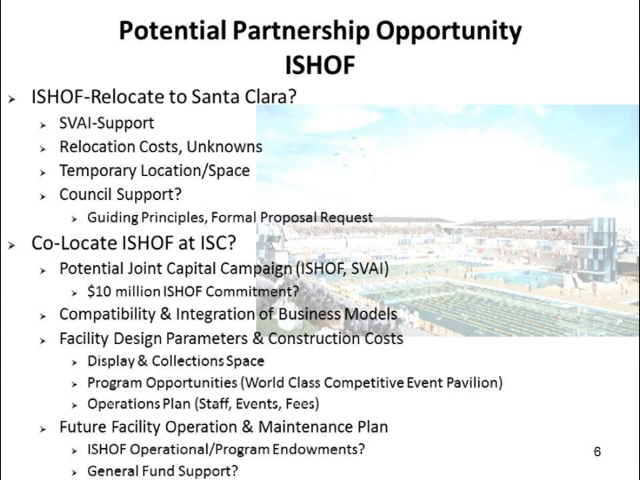 Potential Partnership Opportunity
ISHOF
➢ ISHOF-Relocate to Santa Clara?
➢ SVAI-Support
➢ Relocation Costs, Unknowns
➢ Temporary Location/Space
➢ Council Support?
➢ Guiding Principles, Formal Proposal Request
➢ Co-Locate ISHOF at ISC?
➢ Potential Joint Capital Campaign (ISHOF, SVAI)
➢ $10 million ISHOF Commitment?
➢ Compatibility & Integration of Business Models
➢ Facility Design Parameters & Construction Costs
➢ Display & Collections Space
➢ Program Opportunities (World Class Competitive Event Pavilion)
➢ Operations Plan (Staff, Events, Fees)
➢ Future Facility Operation & Maintenance Plan
➢ ISHOF Operational/Program Endowments?
➢ General Fund Support?
6